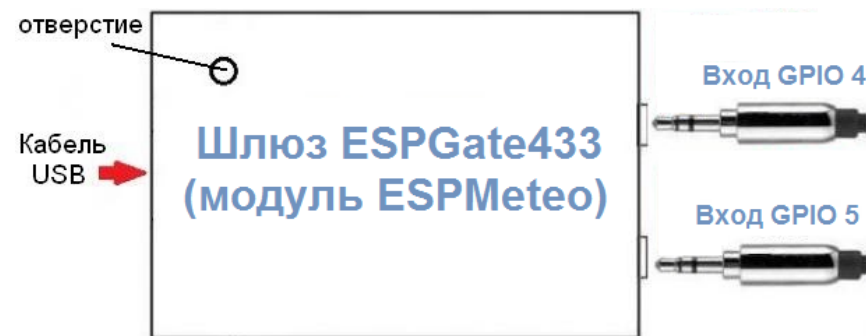 отверстие
Вход GPIO 4
Кабель
USB
Шлюз ESPGate433
(модуль ESPMeteo)
Вход GPIO 5